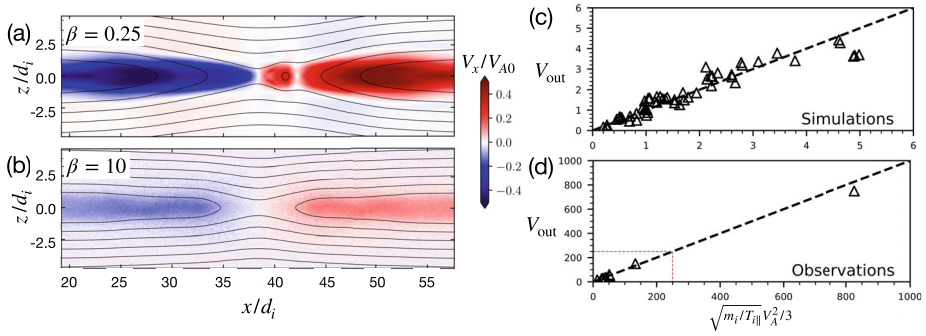 (a)
β = 0.25
z/d_i
2.5
0.0
-2.5
V_x/V_A0
0.4
0.2
0.0
−0.2
−0.4
(b)
β = 10
z/d_i
2.5
0.0
-2.5
20 25 30 35 40 45 50 55
x/d_i
(c)
V_out
6
5
4
3
2
1
0
Simulations
0 1 2 3 4 5 6
(d)
V_out
1000
800
600
400
200
0
Observations
0 200 400 600 800 1000
√m_i/T_i∥ V_A^2/3